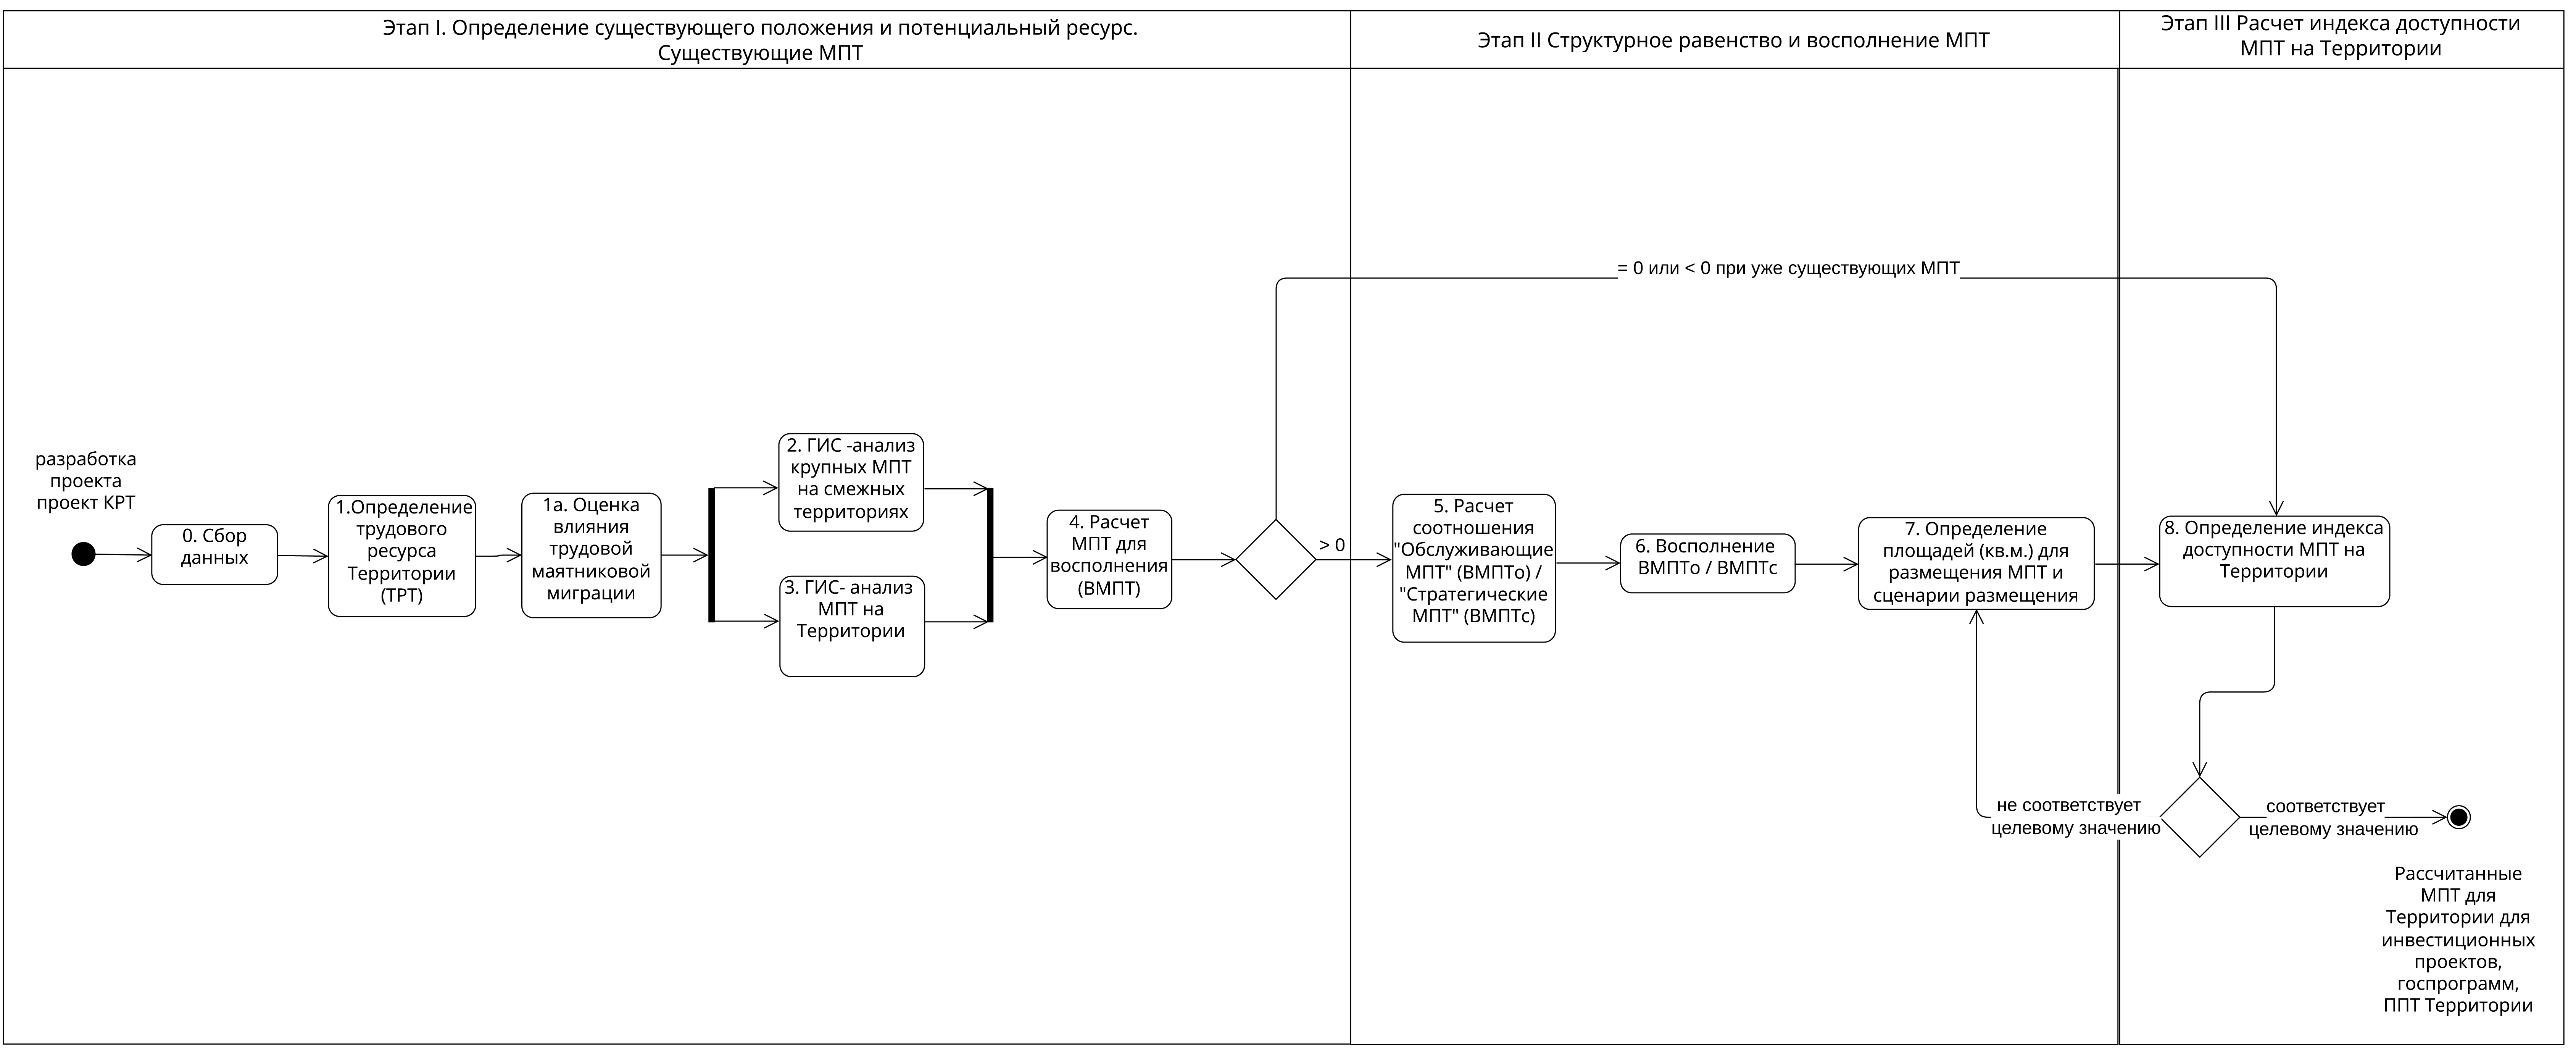 Этап I. Определение существующего положения и потенциальный ресурс.
Существующие МПТ
Этап II Структурное равенство и восполнение МПТ
Этап III Расчет индекса доступности
МПТ на Территории
разработка
проекта
проект КРТ
0. Сбор
данных
1.Определение
трудового
ресурса
Территории
(ТРТ)
1а. Оценка
влияния
трудовой
маятниковой
миграции
2. ГИС -анализ
крупных МПТ
на смежных
территориях
3. ГИС- анализ
МПТ на
Территории
4. Расчет
МПТ для
восполнения
(ВМПТ)
> 0
= 0 или < 0 при уже существующих МПТ
5. Расчет
соотношения
"Обслуживающие
МПТ" (ВМПТо) /
"Стратегические
МПТ" (ВМПТс)
6. Восполнение
ВМПТо / ВМПТс
7. Определение
площадей (кв.м.) для
размещения МПТ и
сценарии размещения
8. Определение индекса
доступности МПТ на
Территории
не соответствует
целевому значению
соответствует
целевому значению
Рассчитанные
МПТ для
Территории для
инвестиционных
проектов,
госпрограмм,
ППТ Территории